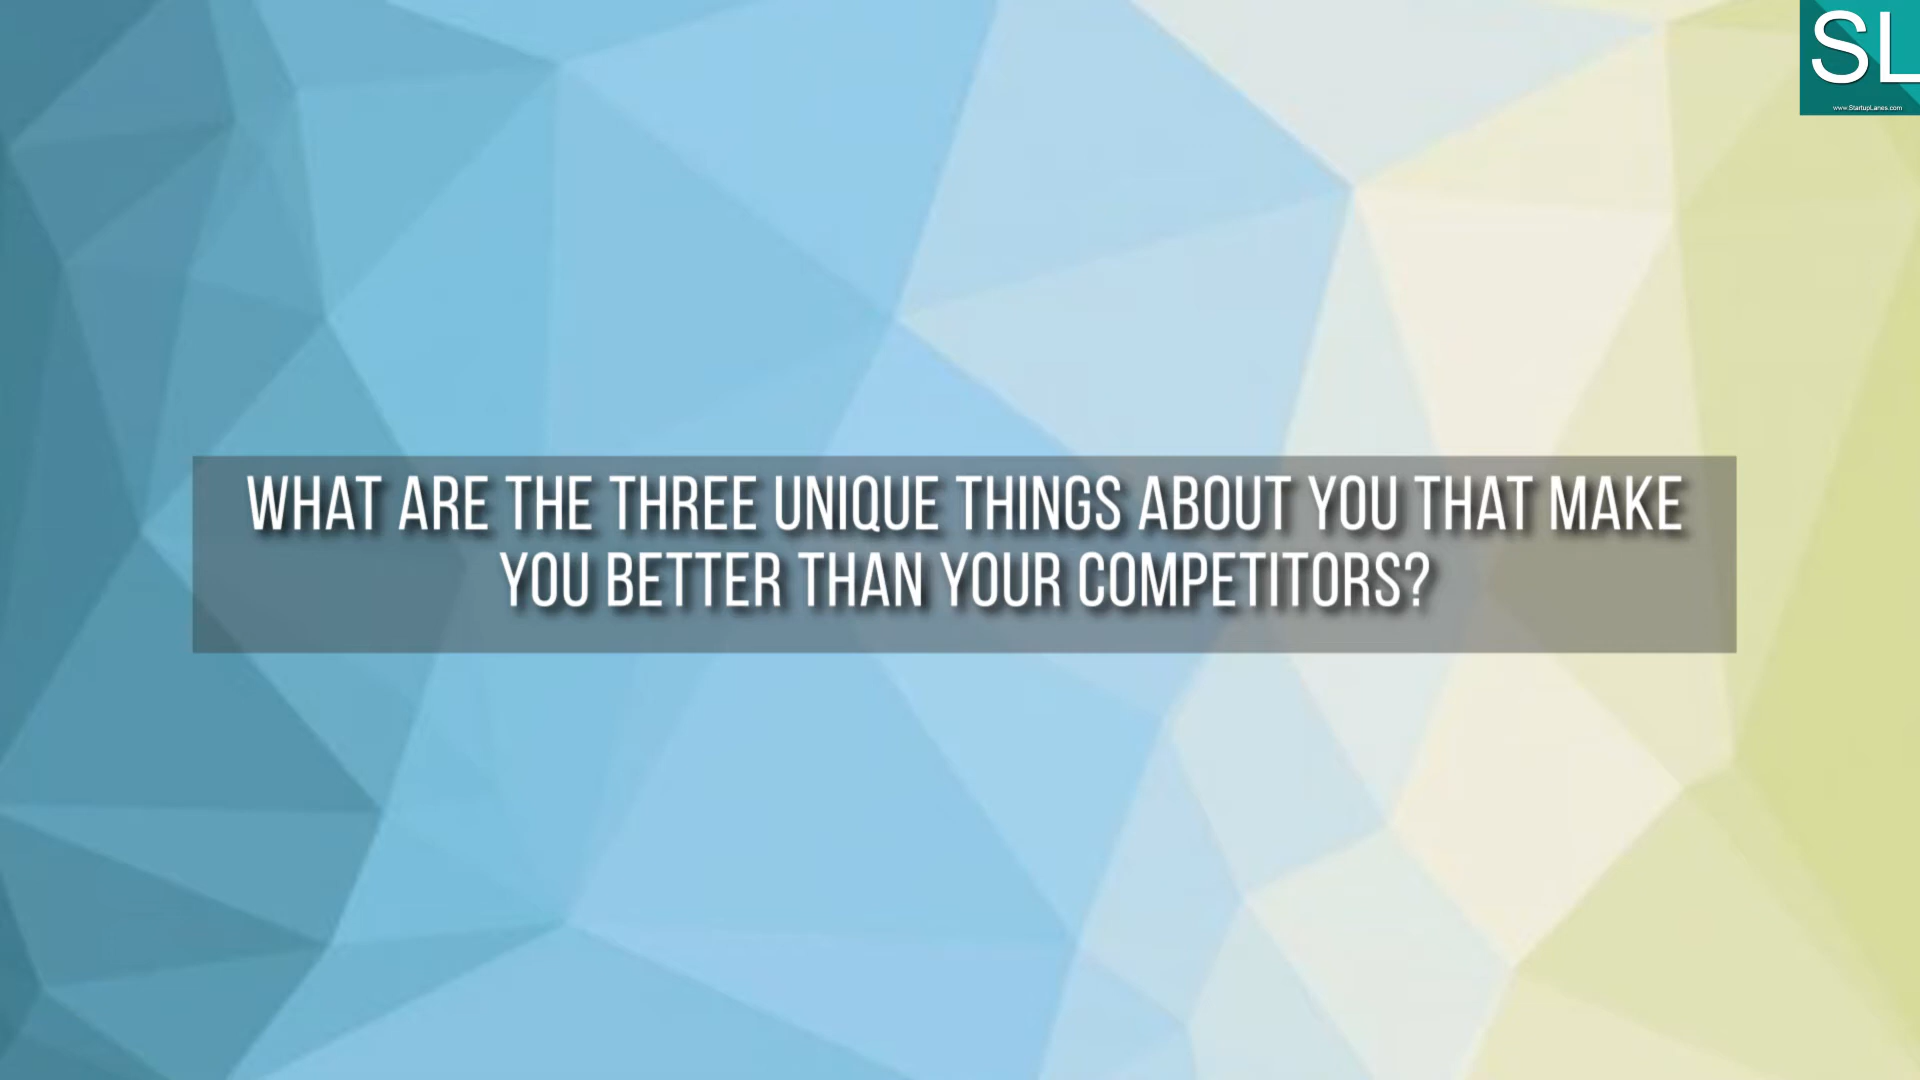 SL
www.StartupLanes.com
WHAT ARE THE THREE UNIQUE THINGS ABOUT YOU THAT MAKE
YOU BETTER THAN YOUR COMPETITORS?